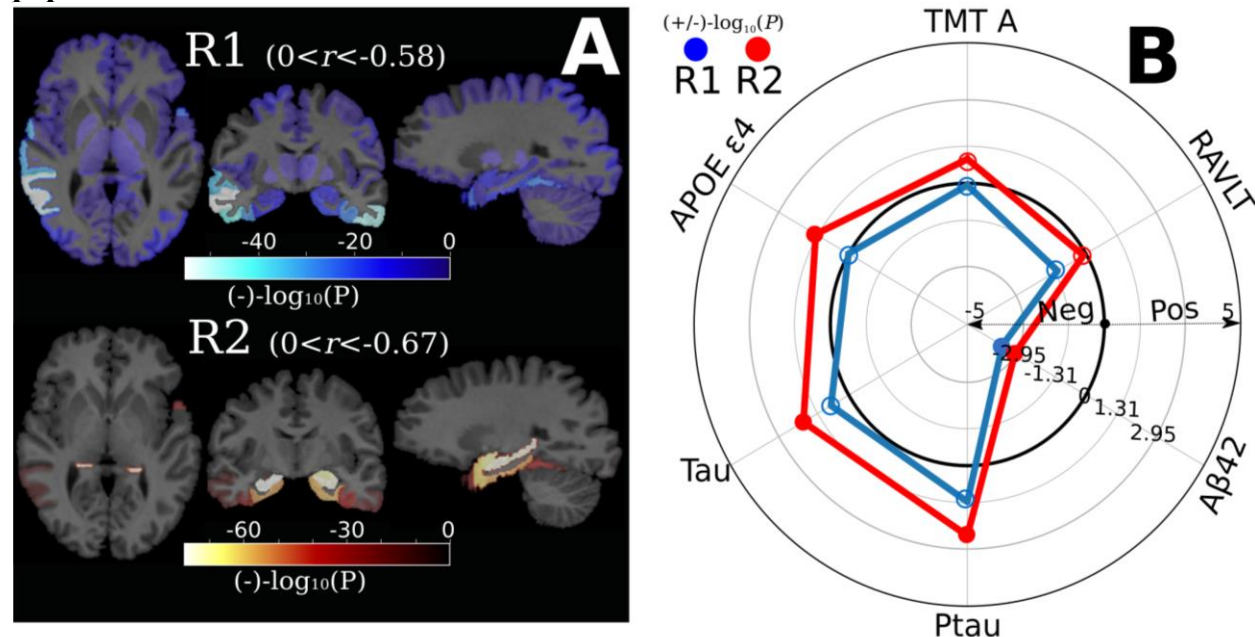 A
R1 (0<r<-0.58)
-40 -20 0
(-)-log₁₀(P)
R2 (0<r<-0.67)
-60 -30 0
(-)-log₁₀(P)
B
(+/-)-log₁₀(P)
R1 R2
TMT A
RAVLT
APOE ε4
-5 Neg Pos 5
-2.95
-1.31
0
1.31
2.95
Tau
Aβ42
Ptau